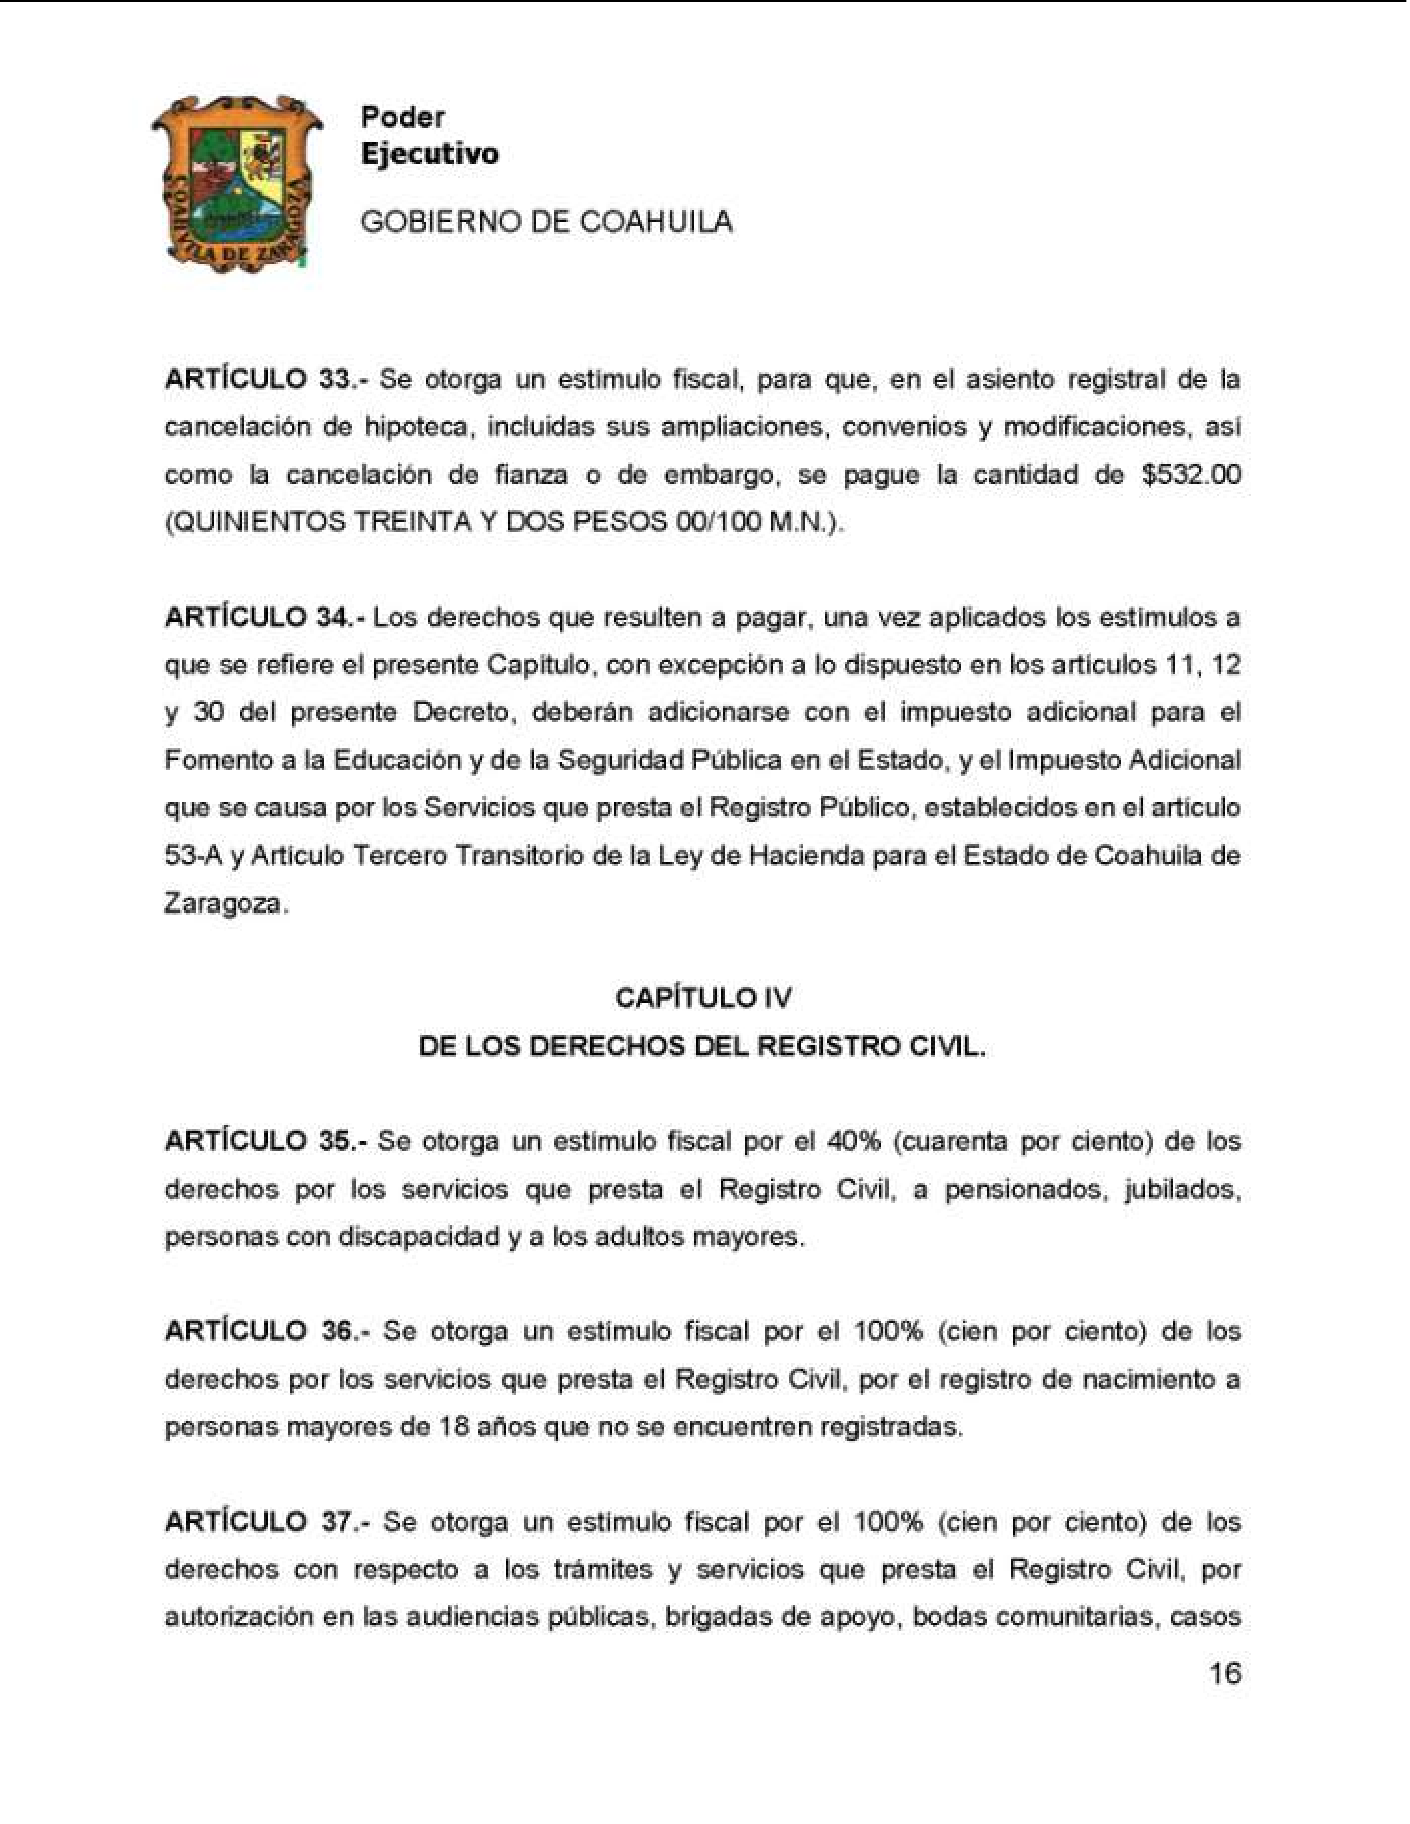 Poder
Ejecutivo
GOBIERNO DE COAHUILA
COAHVILA DE ZARAGOZA
ARTÍCULO 33.- Se otorga un estímulo fiscal, para que, en el asiento registral de la
cancelación de hipoteca, incluidas sus ampliaciones, convenios y modificaciones, así
como la cancelación de fianza o de embargo, se pague la cantidad de $532.00
(QUINIENTOS TREINTA Y DOS PESOS 00/100 M.N.).
ARTÍCULO 34.- Los derechos que resulten a pagar, una vez aplicados los estímulos a
que se refiere el presente Capítulo, con excepción a lo dispuesto en los artículos 11, 12
y 30 del presente Decreto, deberán adicionarse con el impuesto adicional para el
Fomento a la Educación y de la Seguridad Pública en el Estado, y el Impuesto Adicional
que se causa por los Servicios que presta el Registro Público, establecidos en el artículo
53-A y Artículo Tercero Transitorio de la Ley de Hacienda para el Estado de Coahuila de
Zaragoza.
CAPÍTULO IV
DE LOS DERECHOS DEL REGISTRO CIVIL.
ARTÍCULO 35.- Se otorga un estímulo fiscal por el 40% (cuarenta por ciento) de los
derechos por los servicios que presta el Registro Civil, a pensionados, jubilados,
personas con discapacidad y a los adultos mayores.
ARTÍCULO 36.- Se otorga un estímulo fiscal por el 100% (cien por ciento) de los
derechos por los servicios que presta el Registro Civil, por el registro de nacimiento a
personas mayores de 18 años que no se encuentren registradas.
ARTÍCULO 37.- Se otorga un estímulo fiscal por el 100% (cien por ciento) de los
derechos con respecto a los trámites y servicios que presta el Registro Civil, por
autorización en las audiencias públicas, brigadas de apoyo, bodas comunitarias, casos
16